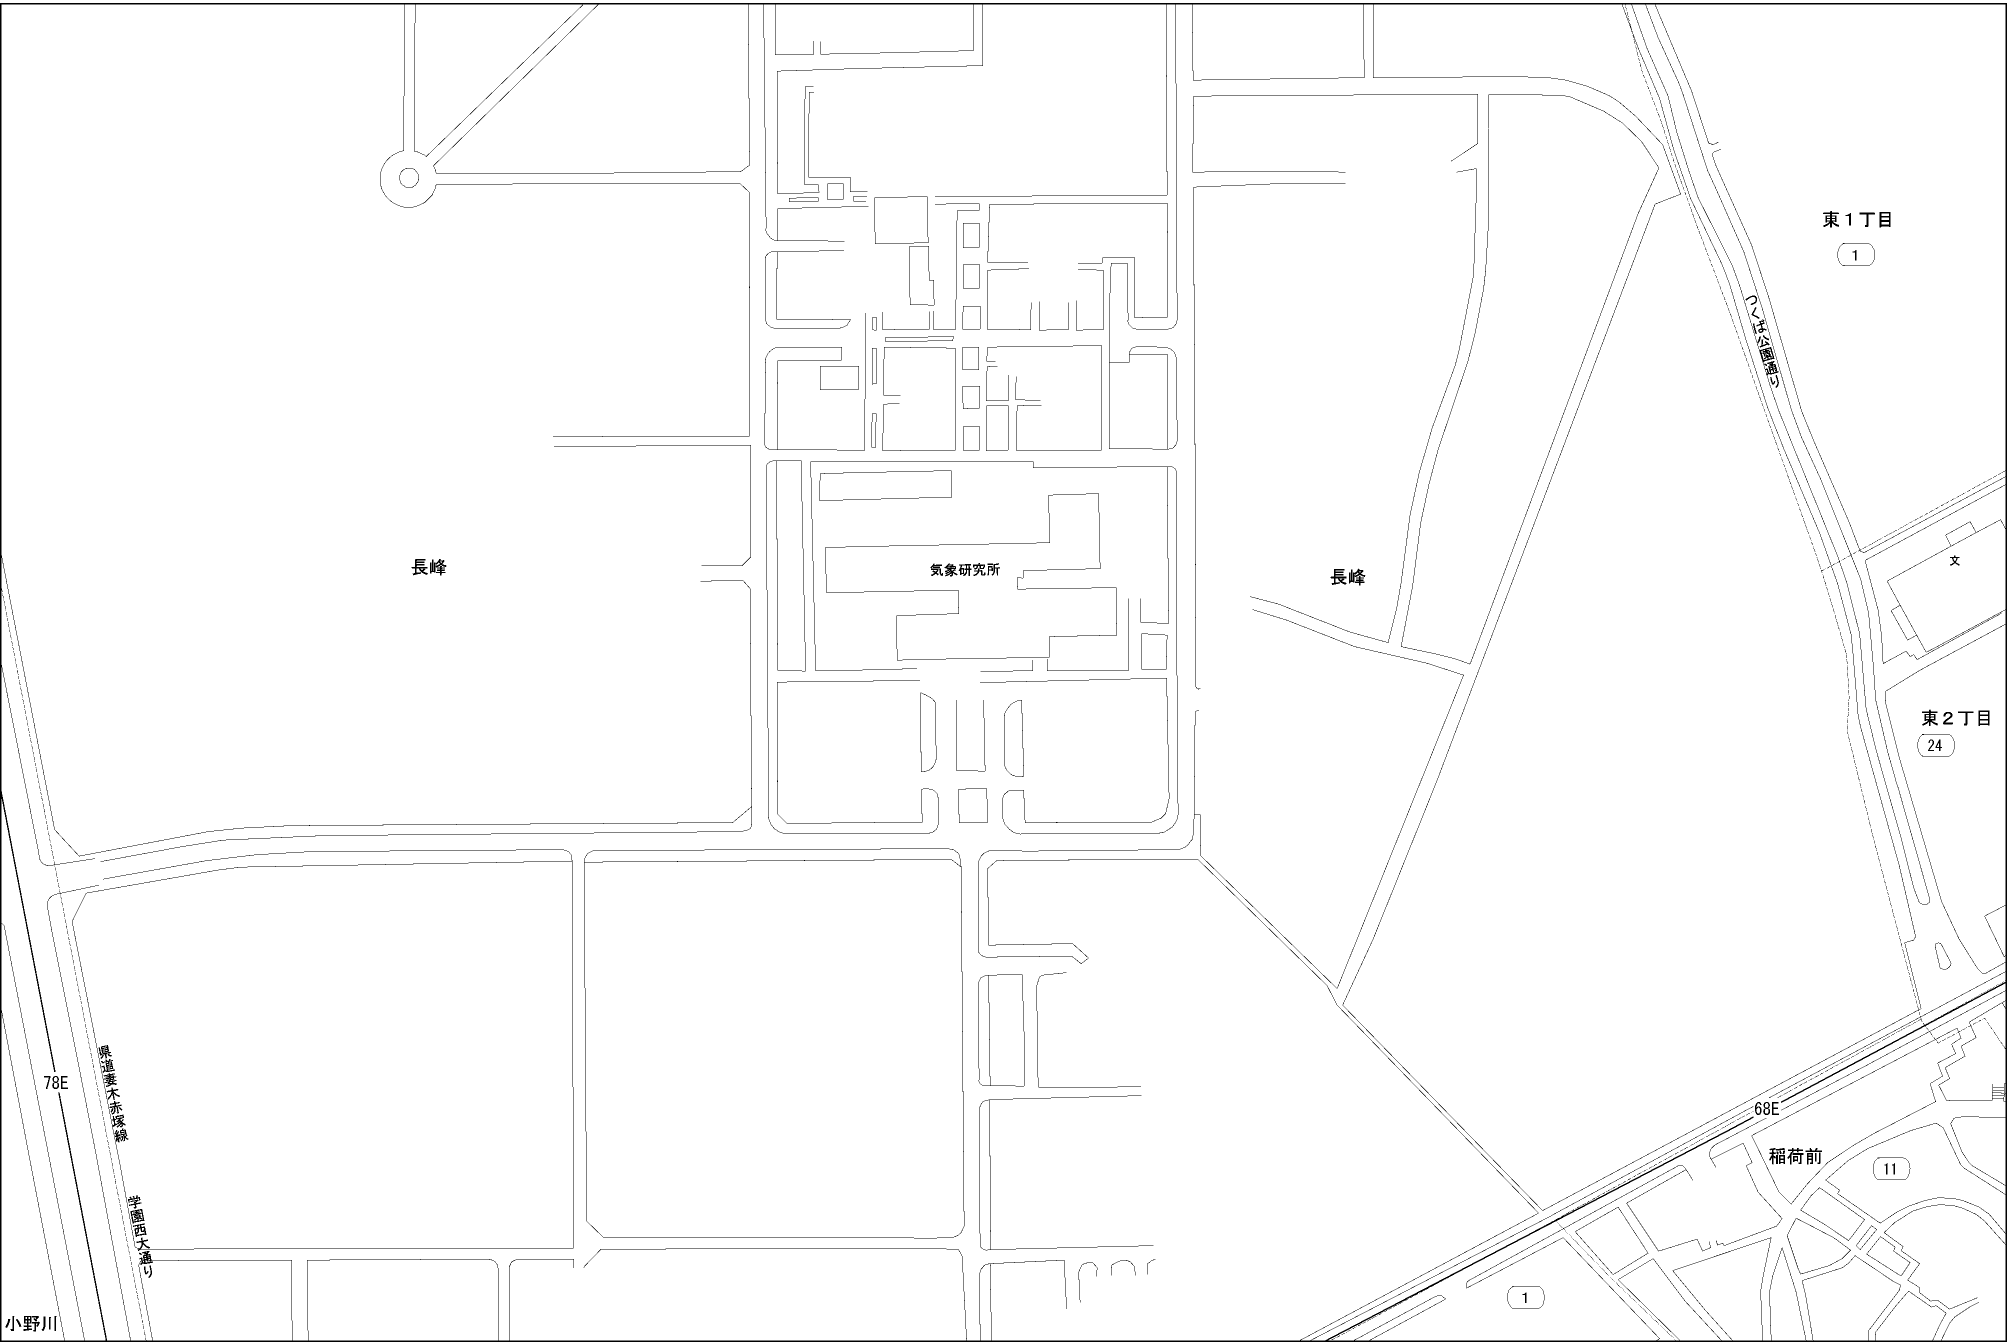 東１丁目
1
つくば公園通り
文
長峰
気象研究所
長峰
東２丁目
24
県道妻木赤塚線
78E
68E
稲荷前
11
学園西大通り
1
小野川